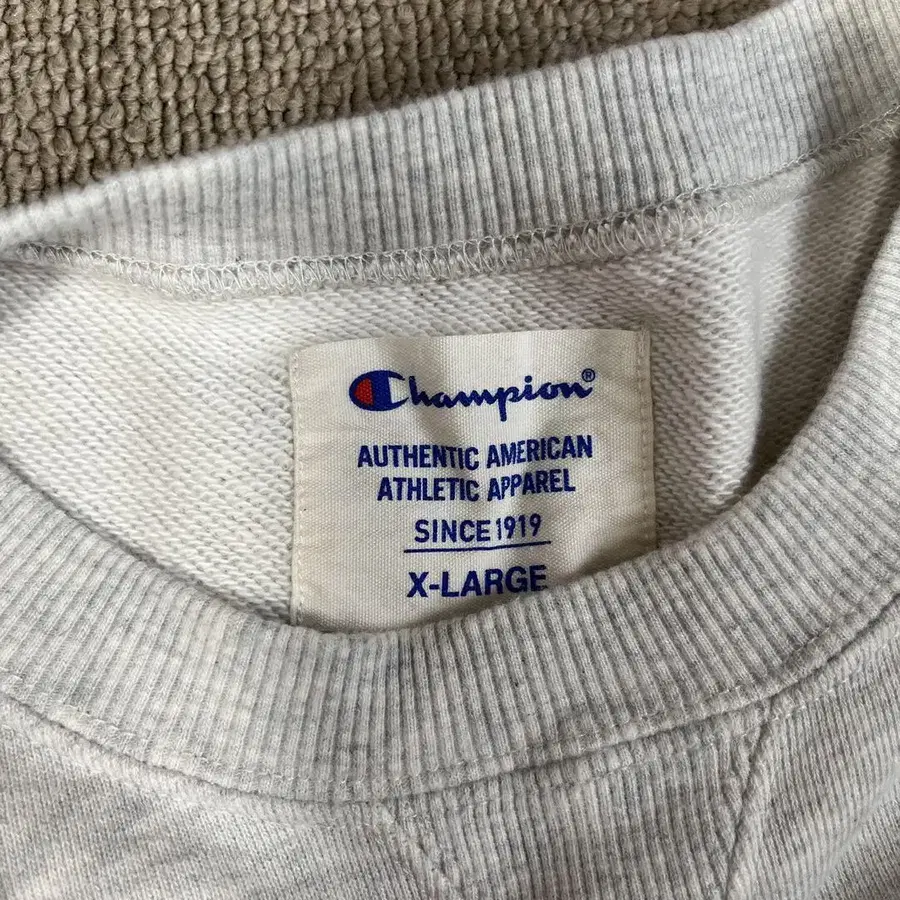 Champion®
AUTHENTIC AMERICAN
ATHLETIC APPAREL
SINCE 1919
X-LARGE